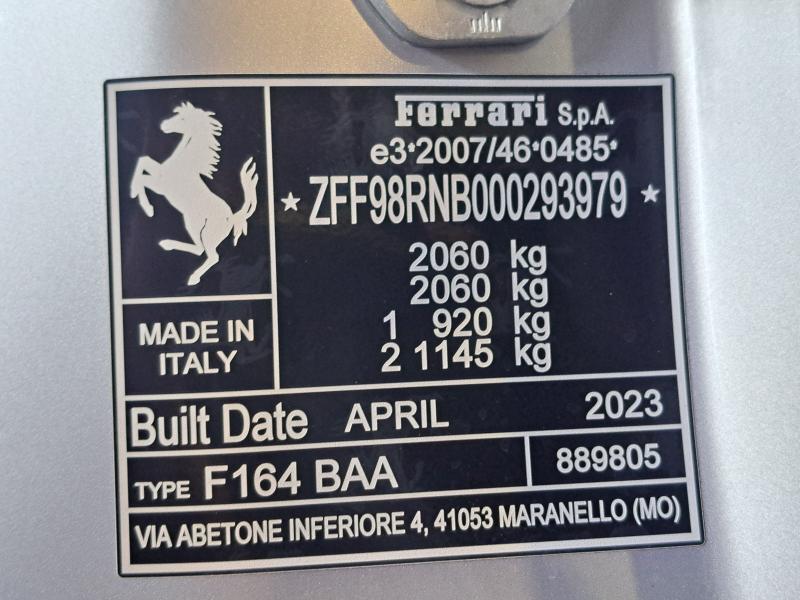 Ferrari S.p.A.
e3*2007/46*0485*
★ ZFF98RNB000293979 ★
2060 kg
2060 kg
1 920 kg
2 1145 kg
MADE IN
ITALY
Built Date APRIL 2023
TYPE F164 BAA 889805
VIA ABETONE INFERIORE 4, 41053 MARANELLO (MO)